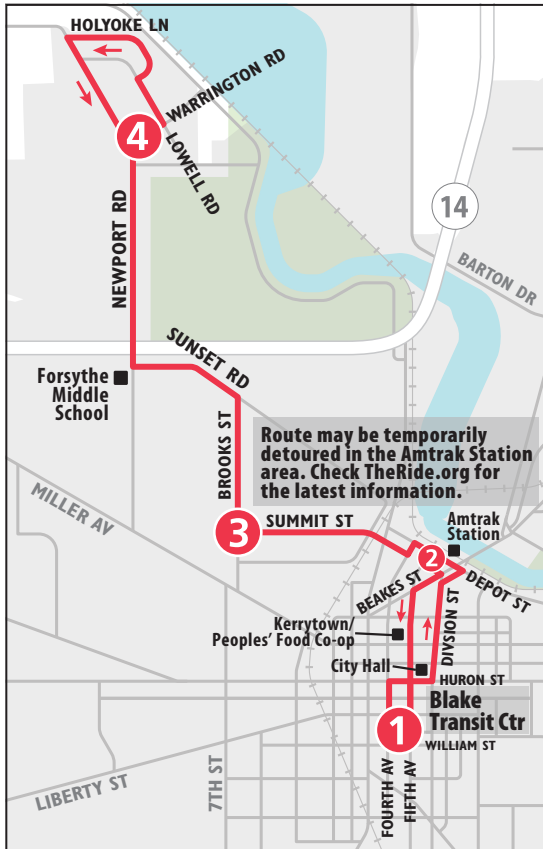 HOLYOKE LN
WARRINGTON RD
4
LOWELL RD
NEWPORT RD
14
BARTON DR
SUNSET RD
Forsythe
Middle
School
BROOKS ST
Route may be temporarily
detoured in the Amtrak Station
area. Check TheRide.org for
the latest information.
MILLER AV
3
SUMMIT ST
Amtrak
Station
2
BEAKES ST
DEPOT ST
DIVSION ST
Kerrytown/
Peoples' Food Co-op
City Hall
HURON ST
Blake
Transit Ctr
1
WILLIAM ST
LIBERTY ST
7TH ST
FOURTH AV
FIFTH AV